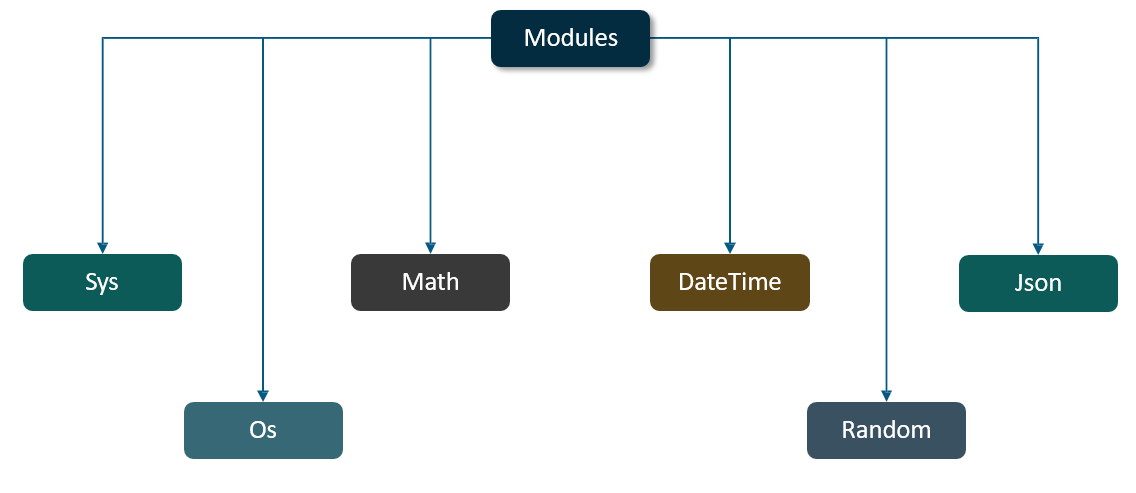 Modules
Sys
Math
DateTime
Json
Os
Random